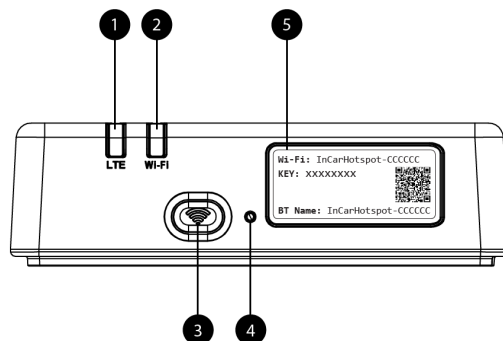 1
2
5
LTE
Wi-Fi
Wi-Fi: InCarHotspot-CCCCCC
KEY: XXXXXXXX
BT Name: InCarHotspot-CCCCCC
3
4